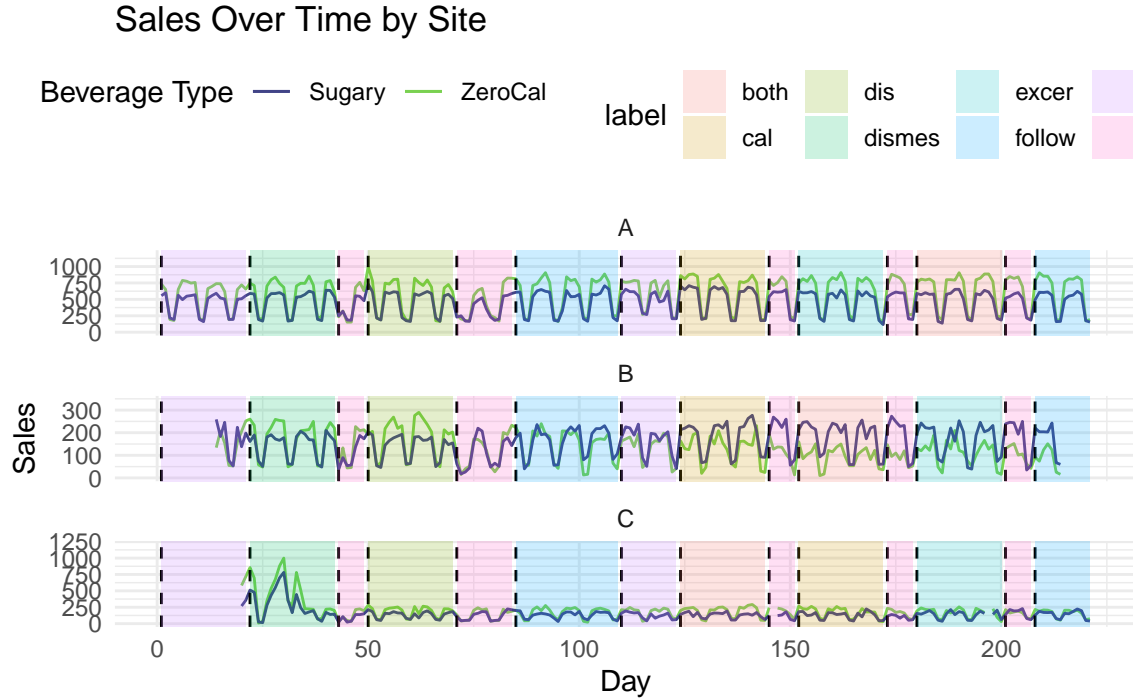 Sales Over Time by Site
Beverage Type Sugary ZeroCal
label both dis excer
cal dismes follow
A
1000
750
500
250
0
B
300
200
100
0
C
1250
1000
750
500
250
0
0 50 100 150 200
Day
Sales